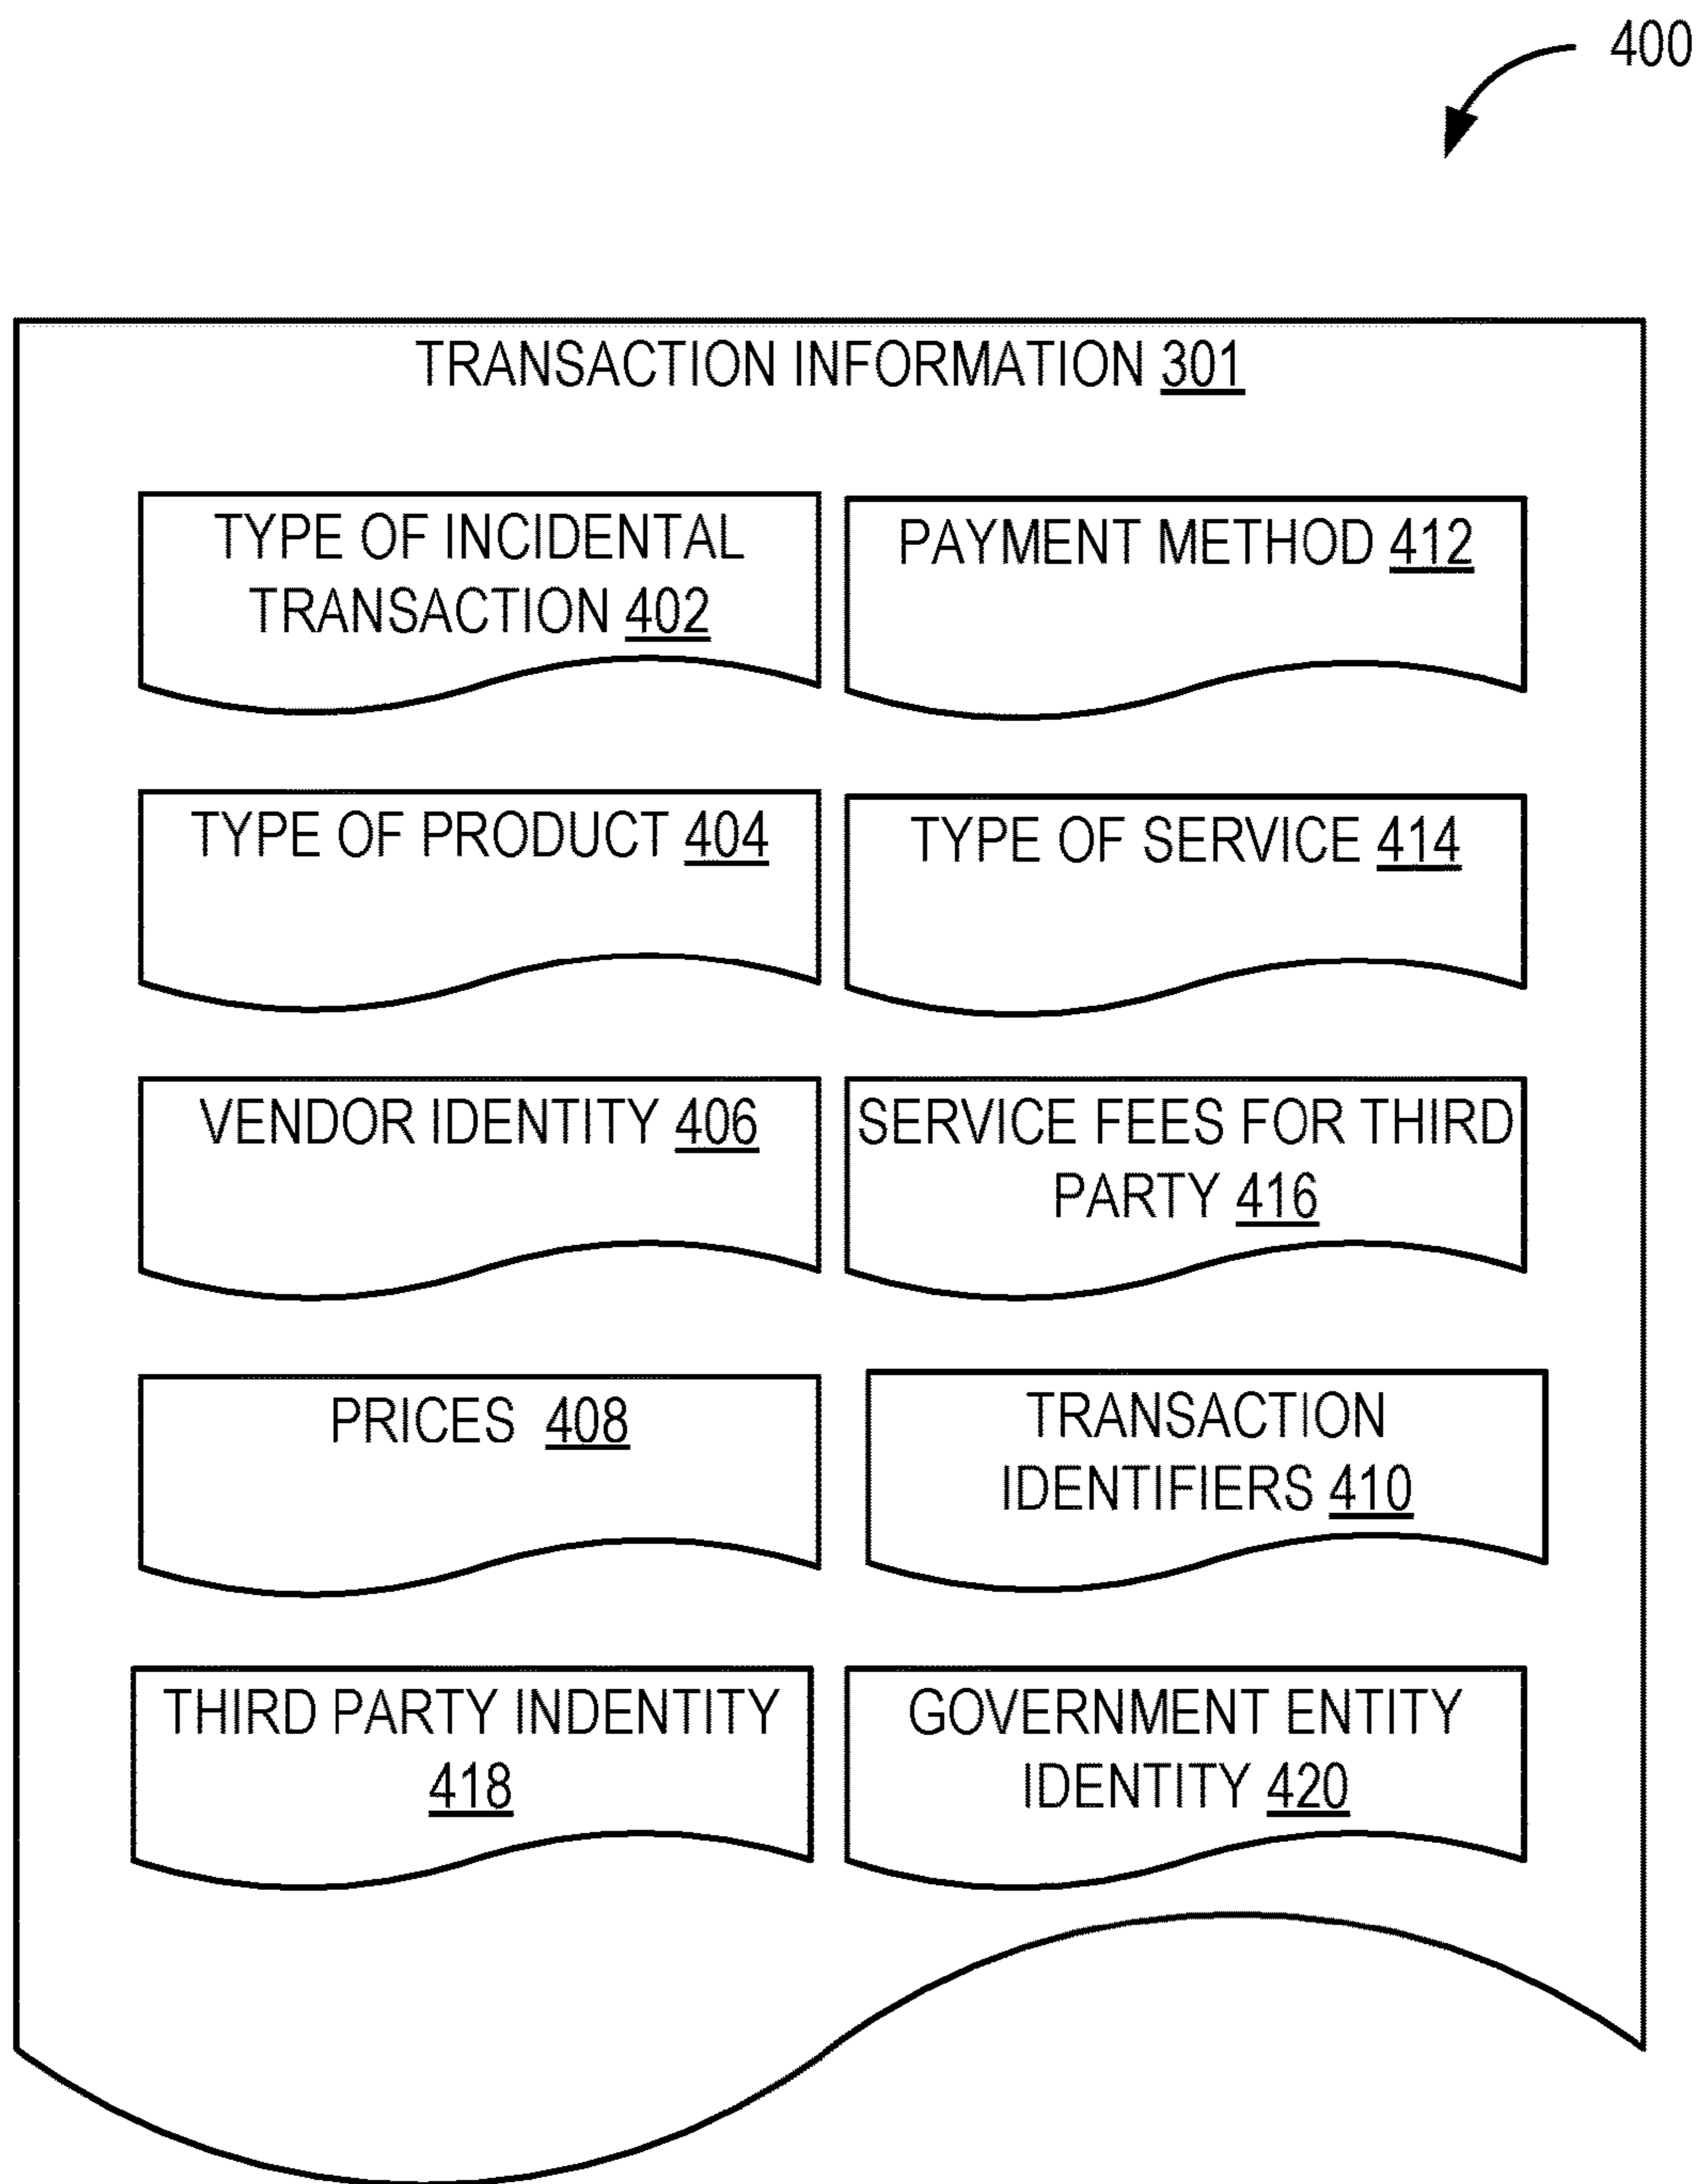 400
TRANSACTION INFORMATION 301
TYPE OF INCIDENTAL
TRANSACTION 402
PAYMENT METHOD 412
TYPE OF PRODUCT 404
TYPE OF SERVICE 414
VENDOR IDENTITY 406
SERVICE FEES FOR THIRD
PARTY 416
PRICES 408
TRANSACTION
IDENTIFIERS 410
THIRD PARTY INDENTITY
418
GOVERNMENT ENTITY
IDENTITY 420